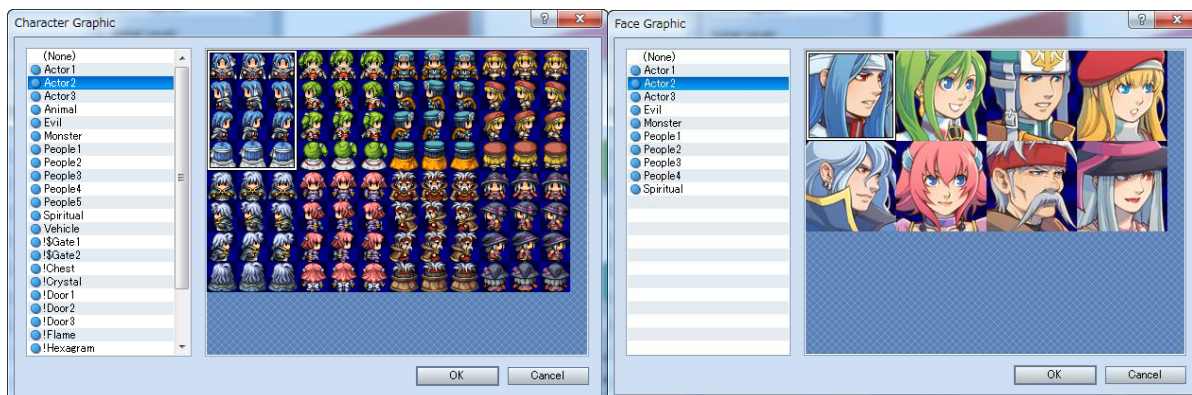 Character Graphic
(None)
Actor1
Actor2
Actor3
Animal
Evil
Monster
People1
People2
People3
People4
People5
Spiritual
Vehicle
!$Gate1
!$Gate2
!Chest
!Crystal
!Door1
!Door2
!Door3
!Flame
!Hexagram
OK
Cancel
Face Graphic
(None)
Actor1
Actor2
Actor3
Evil
Monster
People1
People2
People3
People4
Spiritual
OK
Cancel